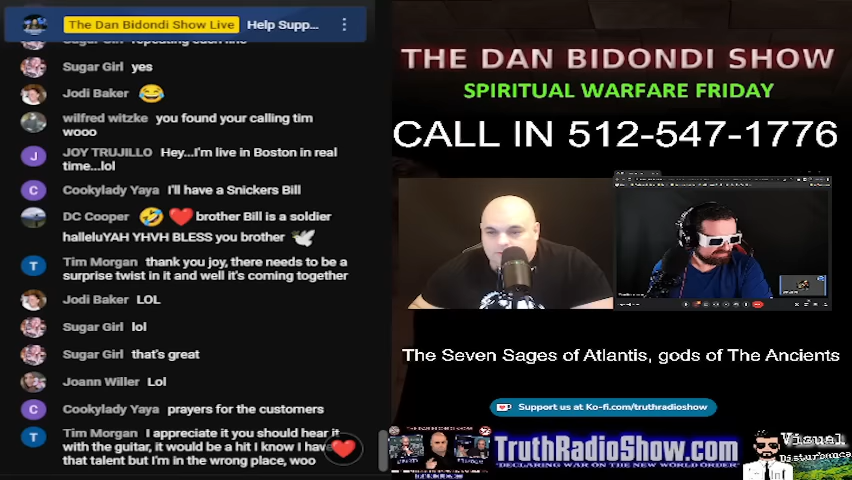 The Dan Bidondi Show Live Help Supp...
Sugar Girl repeating each line
Sugar Girl yes
Jodi Baker 😂
wilfred witzke you found your calling tim
wooo
J JOY TRUJILLO Hey...I'm live in Boston in real
time...lol
C Cookylady Yaya I'll have a Snickers Bill
DC Cooper 🤣 ❤️ brother Bill is a soldier
halleluYAH YHVH BLESS you brother 🕊️
T Tim Morgan thank you joy, there needs to be a
surprise twist in it and well it's coming together
Jodi Baker LOL
Sugar Girl lol
Sugar Girl that's great
Joann Willer Lol
C Cookylady Yaya prayers for the customers
T Tim Morgan I appreciate it you should hear it
with the guitar, it would be a hit I know I have
that talent but I'm in the wrong place, woo
THE DAN BIDONDI SHOW
SPIRITUAL WARFARE FRIDAY
CALL IN 512-547-1776
The Seven Sages of Atlantis, gods of The Ancients
Support us at Ko-fi.com/truthradioshow
TruthRadioShow.com
"DECLARING WAR ON THE NEW WORLD ORDER"
Visual
Disturbance